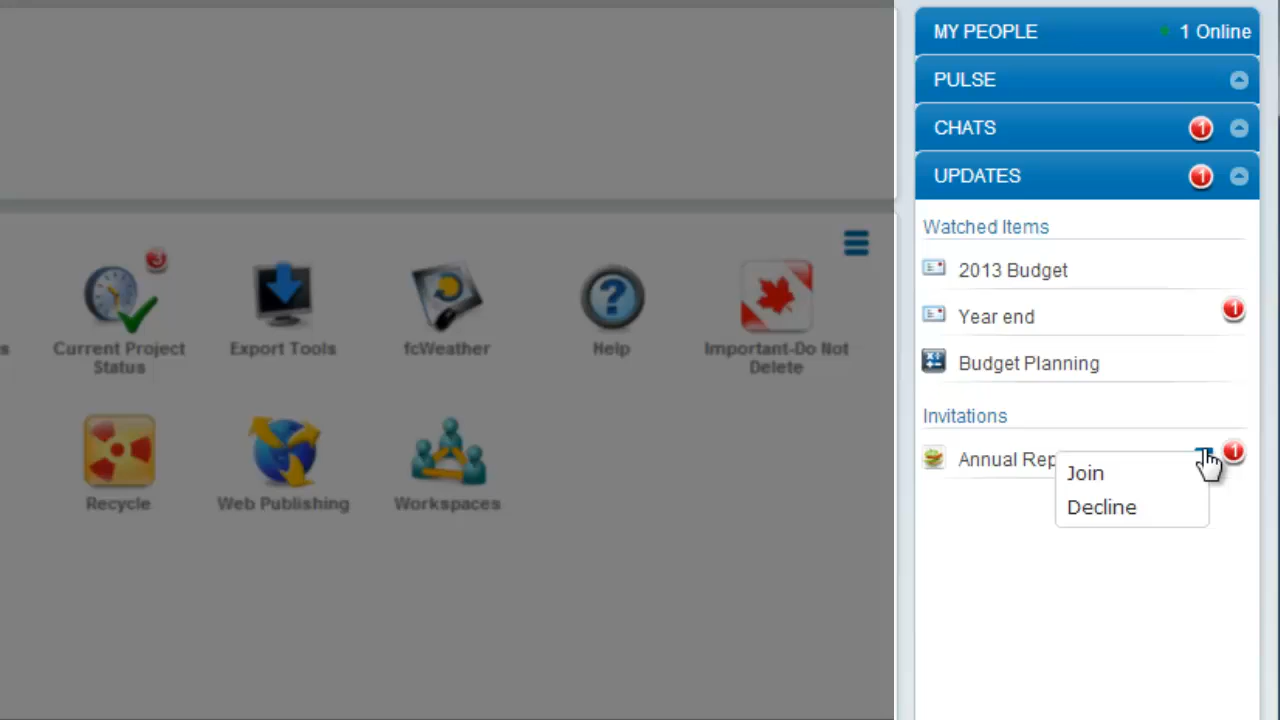 MY PEOPLE 1 Online
PULSE
CHATS 1
UPDATES 1
Watched Items
2013 Budget
Year end 1
Budget Planning
Invitations
Annual Rep 1
Join
Decline
3
s Current Project Status
Export Tools
fcWeather
Help
Important-Do Not
Delete
Recycle
Web Publishing
Workspaces